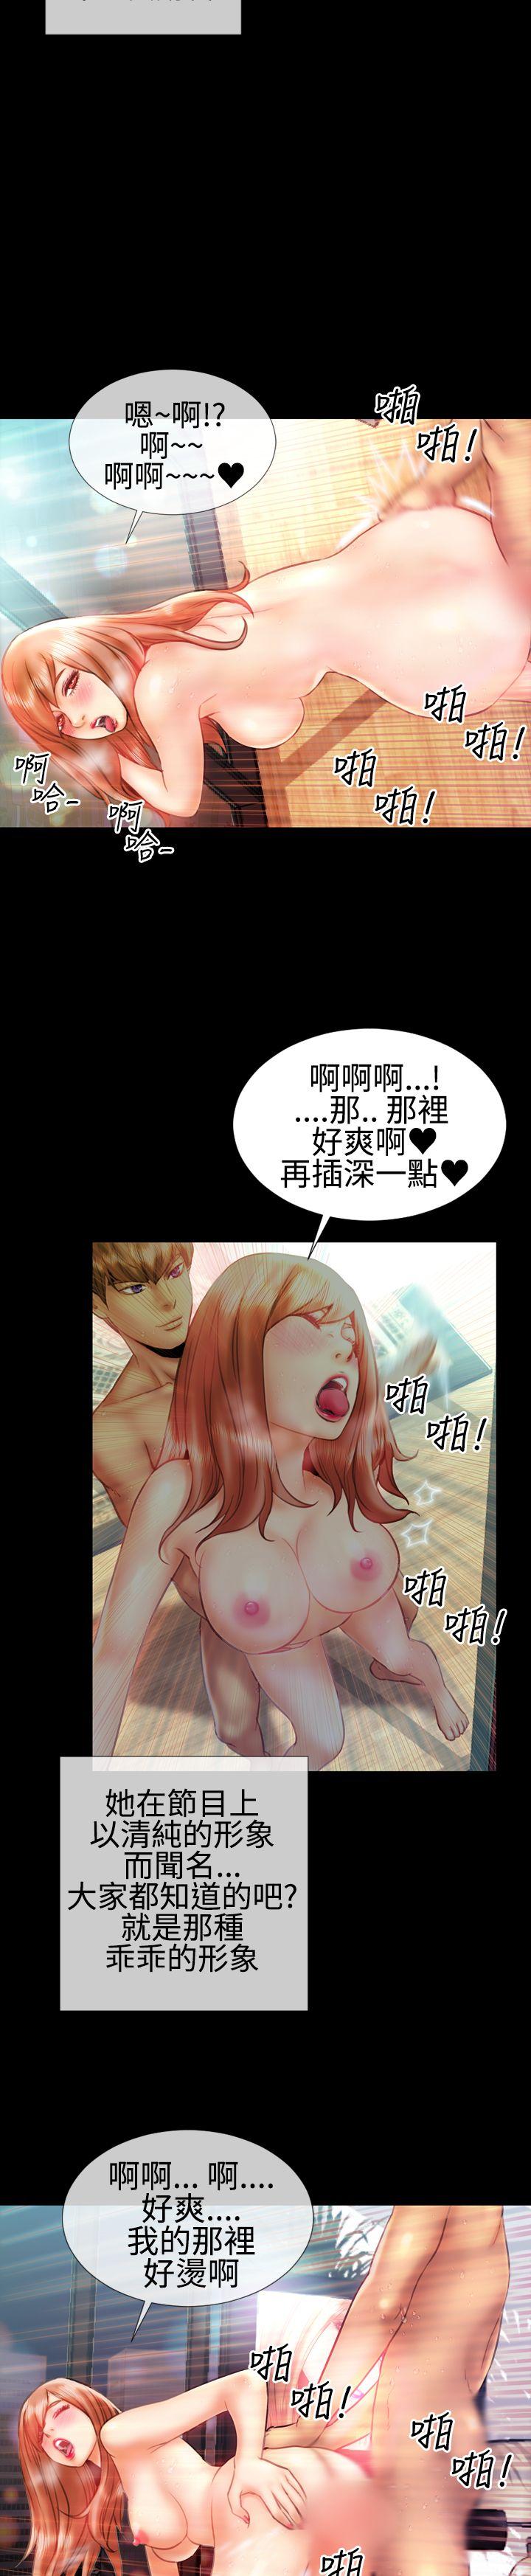 嗯~啊!?
啊~~
啊啊~~~♥
啪
啪!
啪
啪!
啪
啪!
啊
哈-
啊
哈-
啊啊啊...!
....那.. 那裡
好爽啊♥
再插深一點♥
啪
啪!
啪
啪!
她在節目上
以清純的形象
而聞名...
大家都知道的吧?
就是那種
乖乖的形象
啊啊... 啊....
好爽....
我的那裡
好燙啊
啪
啪!
啪
啪!
啪